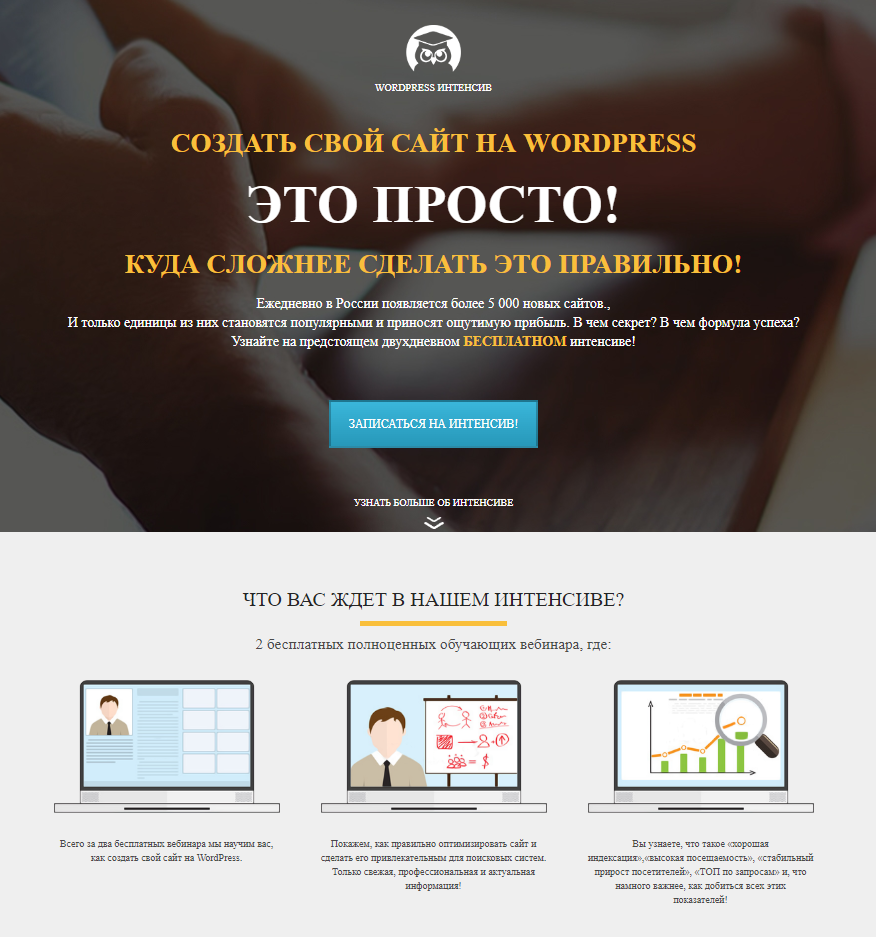 WORDPRESS ИНТЕНСИВ
СОЗДАТЬ СВОЙ САЙТ НА WORDPRESS
ЭТО ПРОСТО!
КУДА СЛОЖНЕЕ СДЕЛАТЬ ЭТО ПРАВИЛЬНО!
Ежедневно в России появляется более 5 000 новых сайтов.,
И только единицы из них становятся популярными и приносят ощутимую прибыль. В чем секрет? В чем формула успеха?
Узнайте на предстоящем двухдневном БЕСПЛАТНОМ интенсиве!
ЗАПИСАТЬСЯ НА ИНТЕНСИВ!
УЗНАТЬ БОЛЬШЕ ОБ ИНТЕНСИВЕ
ЧТО ВАС ЖДЕТ В НАШЕМ ИНТЕНСИВЕ?
2 бесплатных полноценных обучающих вебинара, где:
Всего за два бесплатных вебинара мы научим вас,
как создать свой сайт на WordPress.
Покажем, как правильно оптимизировать сайт и
сделать его привлекательным для поисковых систем.
Только свежая, профессиональная и актуальная
информация!
Вы узнаете, что такое «хорошая
индексация»,«высокая посещаемость», «стабильный
прирост посетителей», «ТОП по запросам» и, что
намного важнее, как добиться всех этих
показателей!